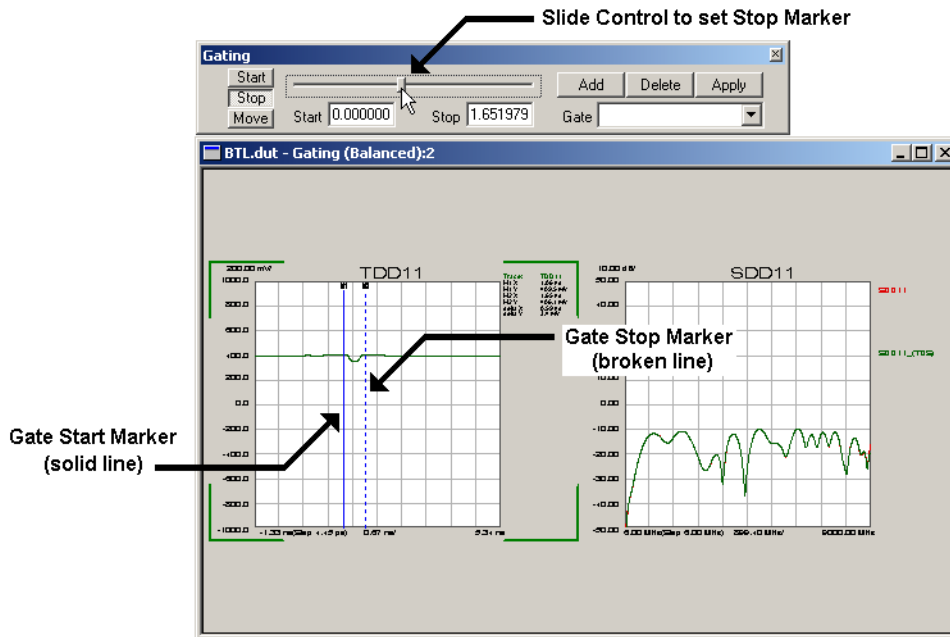 Slide Control to set Stop Marker
Gating
Start
Stop
Move
Start 0.000000 Stop 1.651979
Add Delete Apply
Gate
BTL.dut - Gating (Balanced):2
200.00 mV/
TDD11
1000.0
800.0
600.0
400.0
200.0
0.00
-200.0
-400.0
-600.0
-800.0
-1000.0
TDD11
Gate Stop Marker
(broken line)
Gate Start Marker
(solid line)
10.00 dB/
SDD11
50.00
40.00
30.00
20.00
10.00
0.00
-10.00
-20.00
-30.00
-40.00
-50.00
SDD11
SDD11_(TDS)